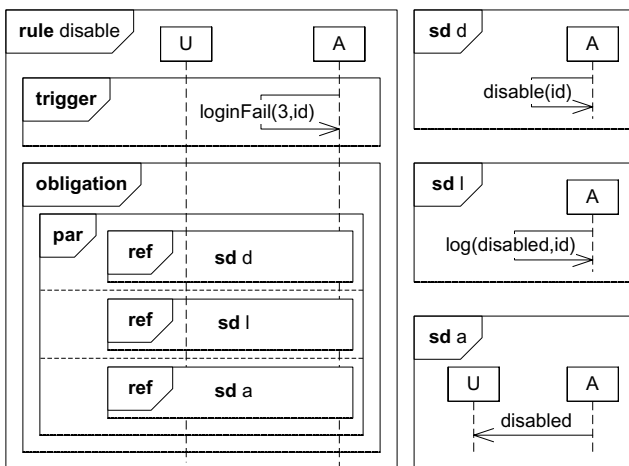 rule disable
U
A
trigger
loginFail(3,id)
obligation
par
ref
sd d
ref
sd l
ref
sd a
sd d
A
disable(id)
sd l
A
log(disabled,id)
sd a
U
A
disabled